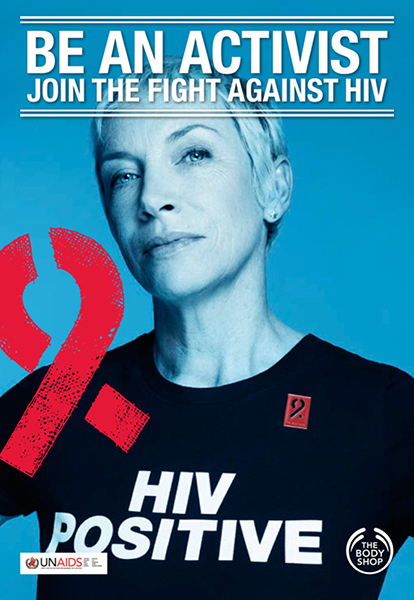 BE AN ACTIVIST
JOIN THE FIGHT AGAINST HIV
HIV
POSITIVE
UNAIDS
THE
BODY
SHOP